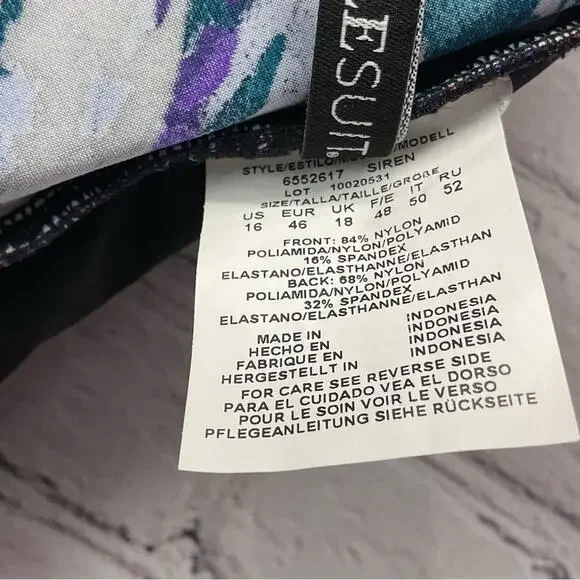 LESUIT
STYLE/ESTILO/MODELL
6552617 SIREN
LOT 10020531
SIZE/TALLA/TAILLE/GRÖßE
US EUR UK F/E IT RU
16 46 18 48 50 52
FRONT: 84% NYLON
POLIAMIDA/NYLON/POLYAMID
16% SPANDEX
ELASTANO/ELASTHANNE/ELASTHAN
BACK: 68% NYLON
POLIAMIDA/NYLON/POLYAMID
32% SPANDEX
ELASTANO/ELASTHANNE/ELASTHAN
MADE IN INDONESIA
HECHO EN INDONESIA
FABRIQUE EN INDONESIA
HERGESTELLT IN INDONESIA
FOR CARE SEE REVERSE SIDE
PARA EL CUIDADO VEA EL DORSO
POUR LE SOIN VOIR LE VERSO
PFLEGEANLEITUNG SIEHE RÜCKSEITE